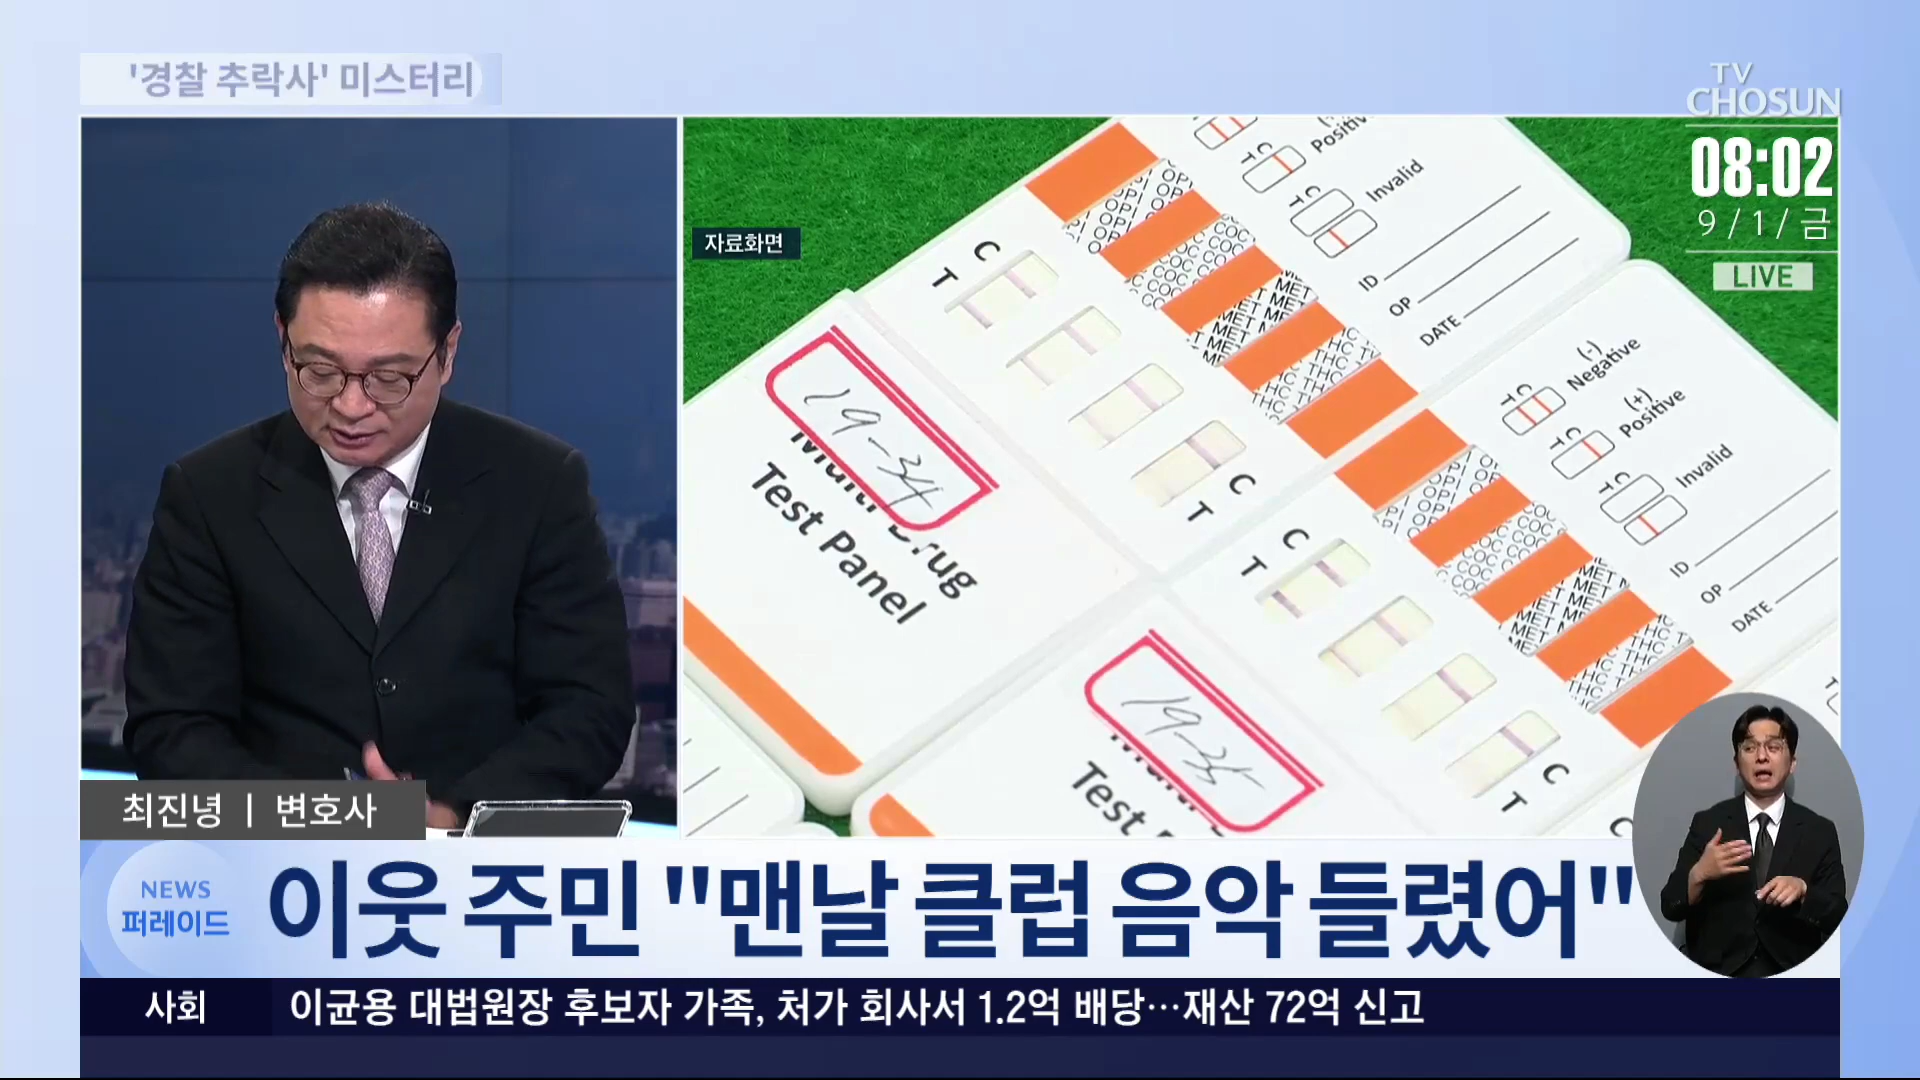 '경찰 추락사' 미스터리
TV
CHOSUN
08:02
9/1/금
LIVE
자료화면
C
T
Positive
Invalid
ID
OP
DATE
OPI
COC
MET
THC
C
T
19-34
Test Panel
(-)
Negative
(+)
Positive
Invalid
ID
OP
DATE
C
T
OPI
COC
MET
THC
C
T
19-35
Test
최진녕 | 변호사
NEWS
퍼레이드
이웃 주민 "맨날 클럽 음악 들렸어"
사회
이균용 대법원장 후보자 가족, 처가 회사서 1.2억 배당…재산 72억 신고